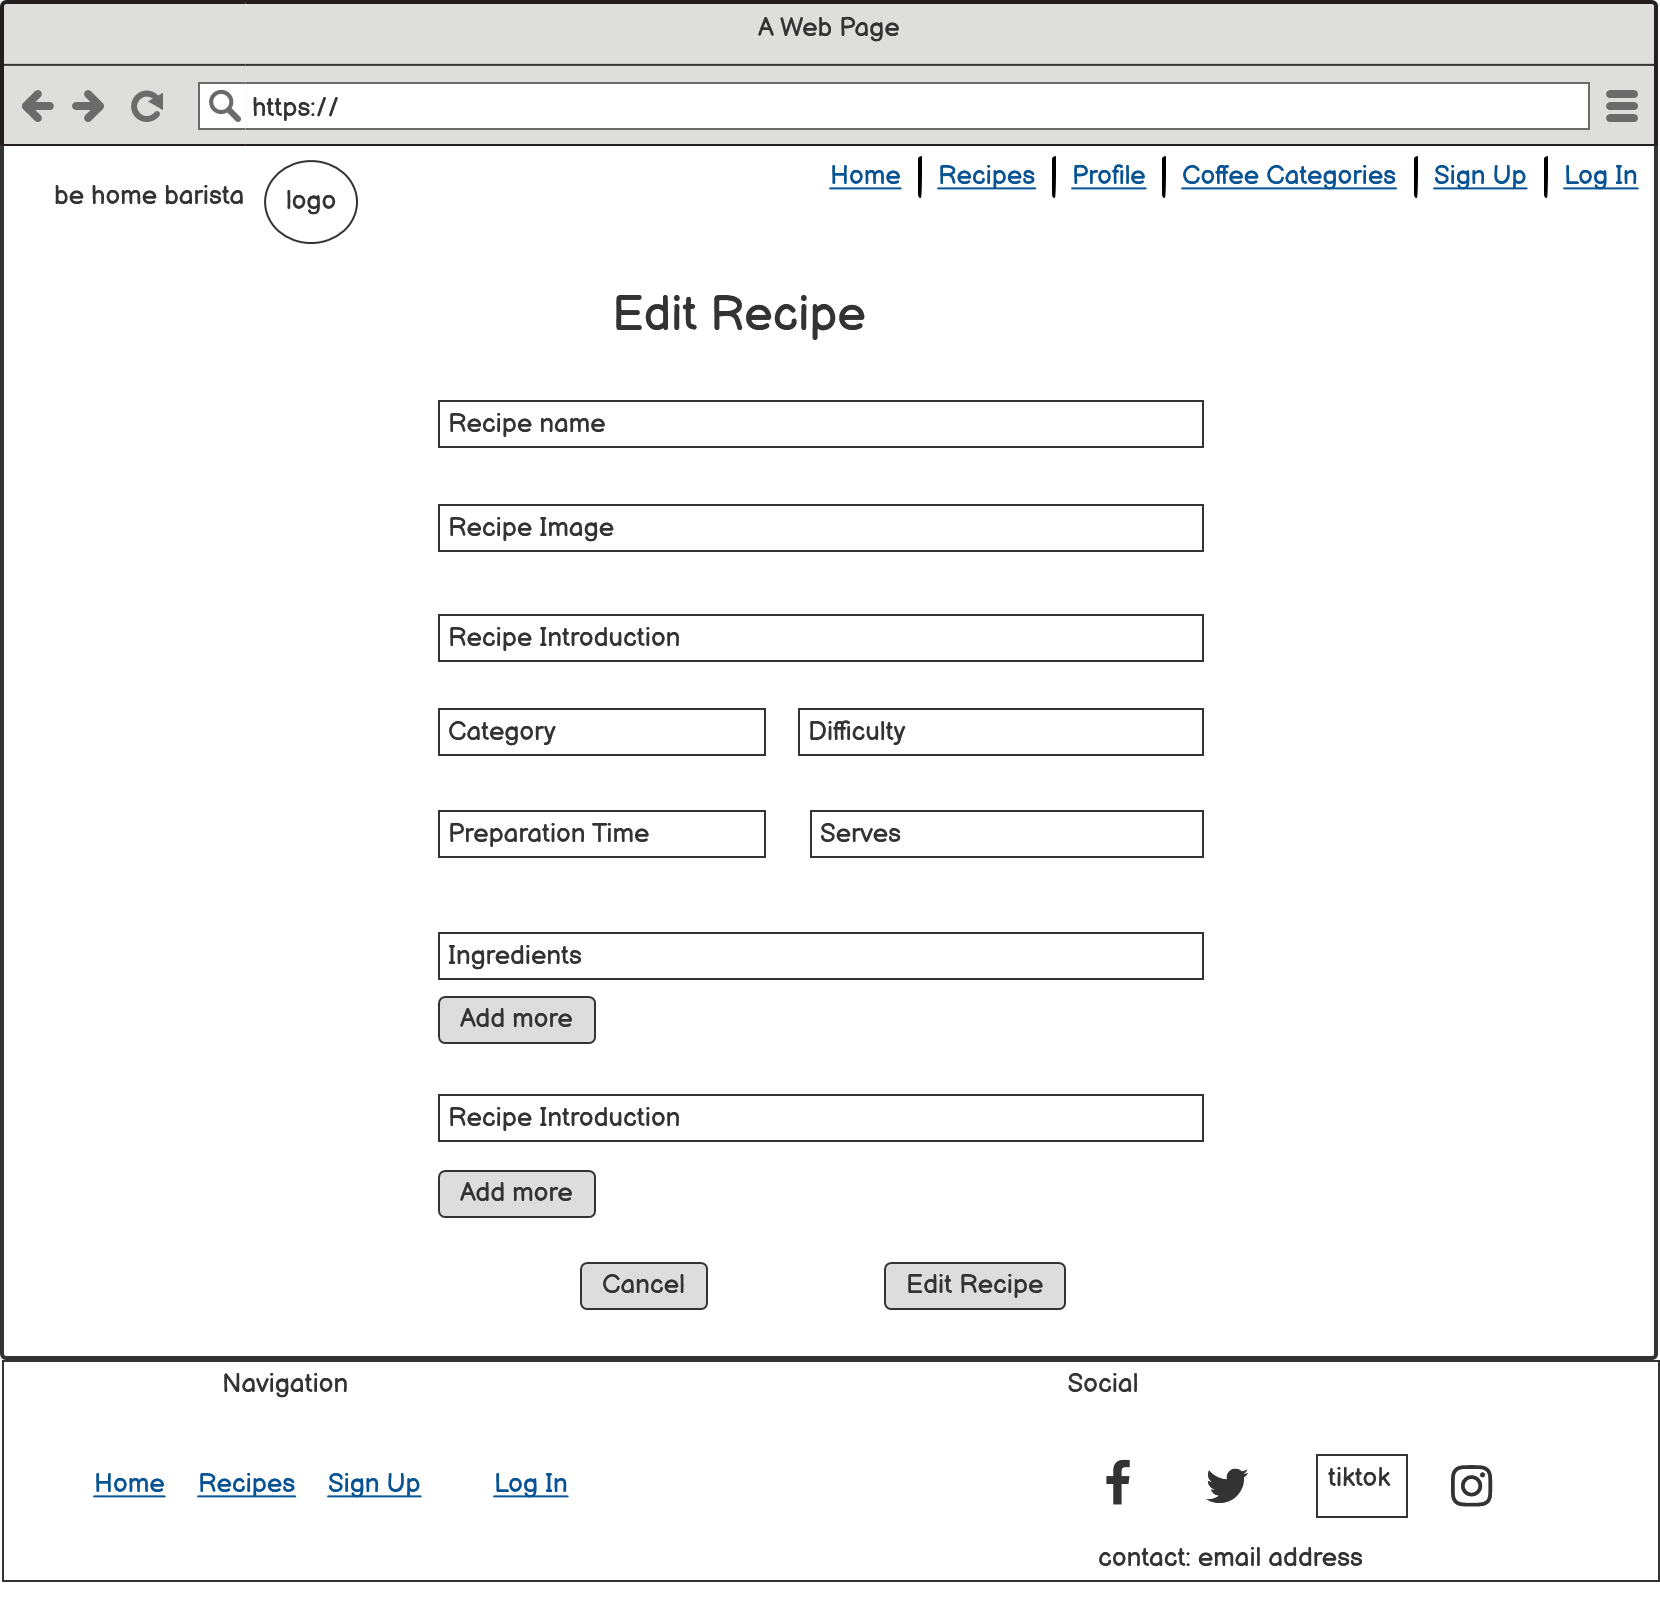 A Web Page
https://
be home barista
logo
Home
Recipes
Profile
Coffee Categories
Sign Up
Log In
Edit Recipe
Recipe name
Recipe Image
Recipe Introduction
Category
Difficulty
Preparation Time
Serves
Ingredients
Add more
Recipe Introduction
Add more
Cancel
Edit Recipe
Navigation
Social
Home
Recipes
Sign Up
Log In
tiktok
contact: email address